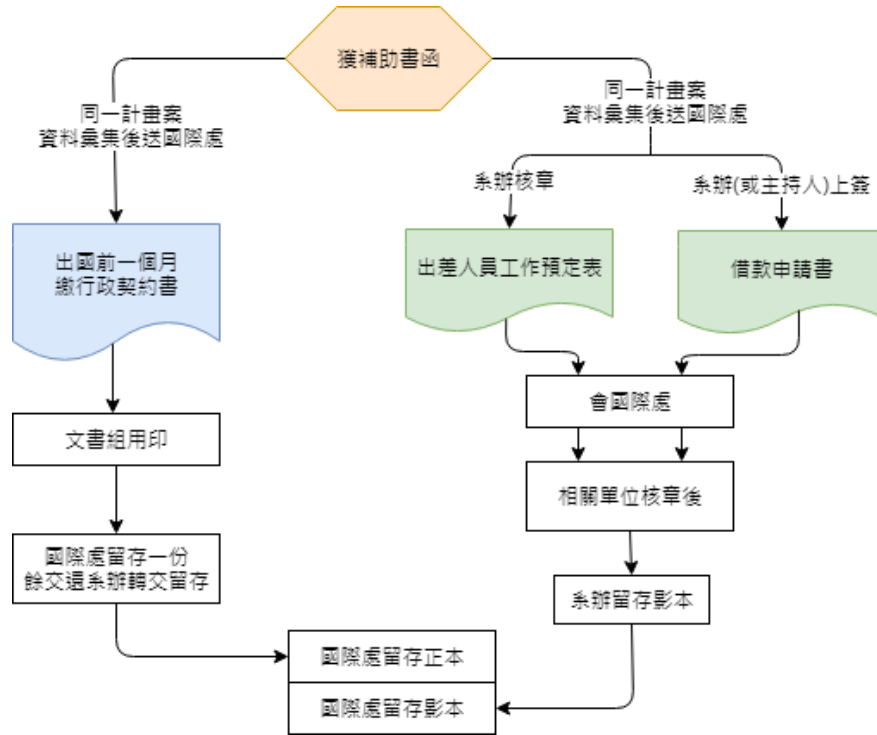 獲補助書函
同一計畫案
資料彙集後送國際處
同一計畫案
資料彙集後送國際處
系辦核章
系辦(或主持人)上簽
出國前一個月
繳行政契約書
出差人員工作預定表
借款申請書
會國際處
文書組用印
相關單位核章後
國際處留存一份
餘交還系辦轉交留存
系辦留存影本
國際處留存正本
國際處留存影本